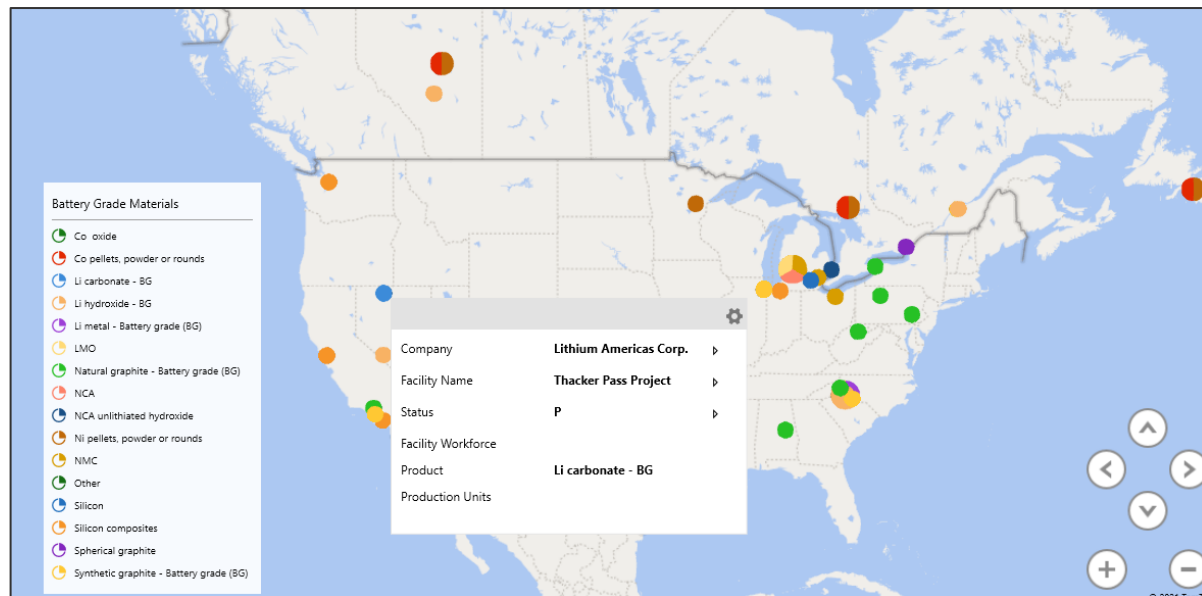 Battery Grade Materials
Co oxide
Co pellets, powder or rounds
Li carbonate - BG
Li hydroxide - BG
Li metal - Battery grade (BG)
LMO
Natural graphite - Battery grade (BG)
NCA
NCA unlithiated hydroxide
Ni pellets, powder or rounds
NMC
Other
Silicon
Silicon composites
Spherical graphite
Synthetic graphite - Battery grade (BG)
Company Lithium Americas Corp.
Facility Name Thacker Pass Project
Status P
Facility Workforce
Product Li carbonate - BG
Production Units